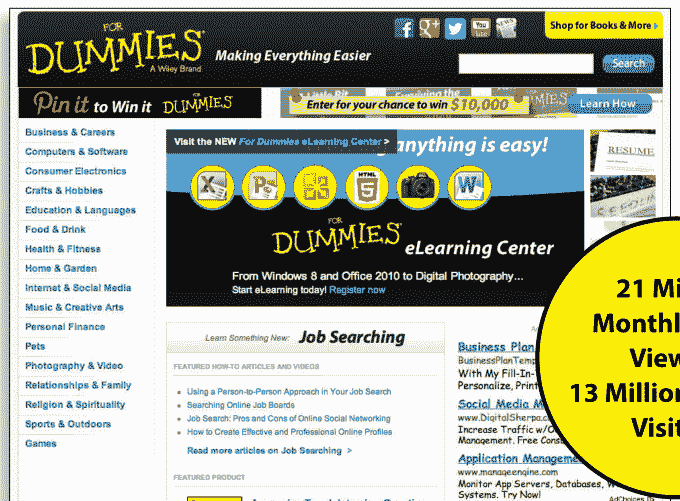 FOR
DUMMIES
A Wiley Brand
Making Everything Easier
You
NEWS
Shop for Books & More
Search
Pin it to Win it DUMMIES
Enter for your chance to win $10,000
Learn How
Business & Careers
Computers & Software
Consumer Electronics
Crafts & Hobbies
Education & Languages
Food & Drink
Health & Fitness
Home & Garden
Internet & Social Media
Music & Creative Arts
Personal Finance
Pets
Photography & Video
Relationships & Family
Religion & Spirituality
Sports & Outdoors
Games
Visit the NEW For Dummies eLearning Center >
anything is easy!
HTML
5
FOR
DUMMIES eLearning Center
From Windows 8 and Office 2010 to Digital Photography...
Start eLearning today! Register now
RESUME
Learn Something New: Job Searching
FEATURED HOW-TO ARTICLES AND VIDEOS
Using a Person-to-Person Approach in Your Job Search
Searching Online Job Boards
Job Search: Pros and Cons of Online Social Networking
How to Create Effective and Professional Online Profiles
Read more articles on Job Searching >
FEATURED PRODUCT
Business Plan
BusinessPlanTemp
With My Fill-In-
Personalize, Print
Social Media M
www.DigitalSherpa.c
Increase Traffic w/O
Management. Free Cons
Application Manageme
www.manageengine.com
Monitor App Servers, Databases, W
Systems. Try Now!
AdChoices
21 Mi
Monthl
View
13 Million
Visit